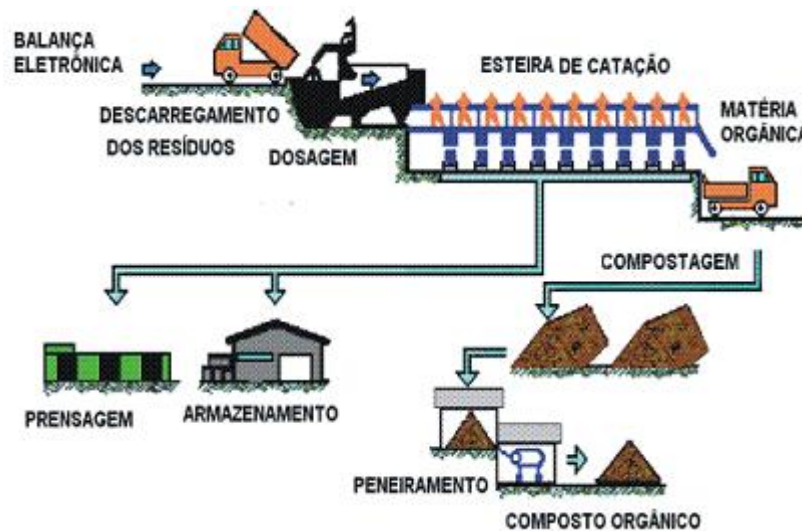 BALANÇA
ELETRÔNICA
DESCARREGAMENTO
DOS RESÍDUOS
DOSAGEM
ESTEIRA DE CATAÇÃO
MATÉRIA
ORGÂNICA
COMPOSTAGEM
PRENSAGEM
ARMAZENAMENTO
PENEIRAMENTO
COMPOSTO ORGÂNICO